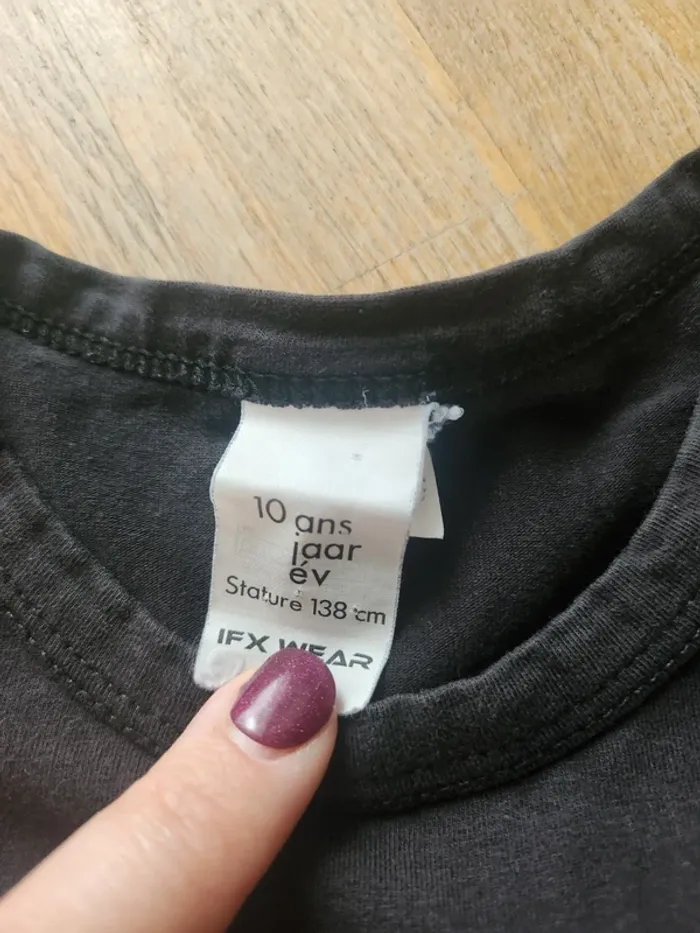 10 ans
jaar
év
Stature 138 cm
IFX WEAR